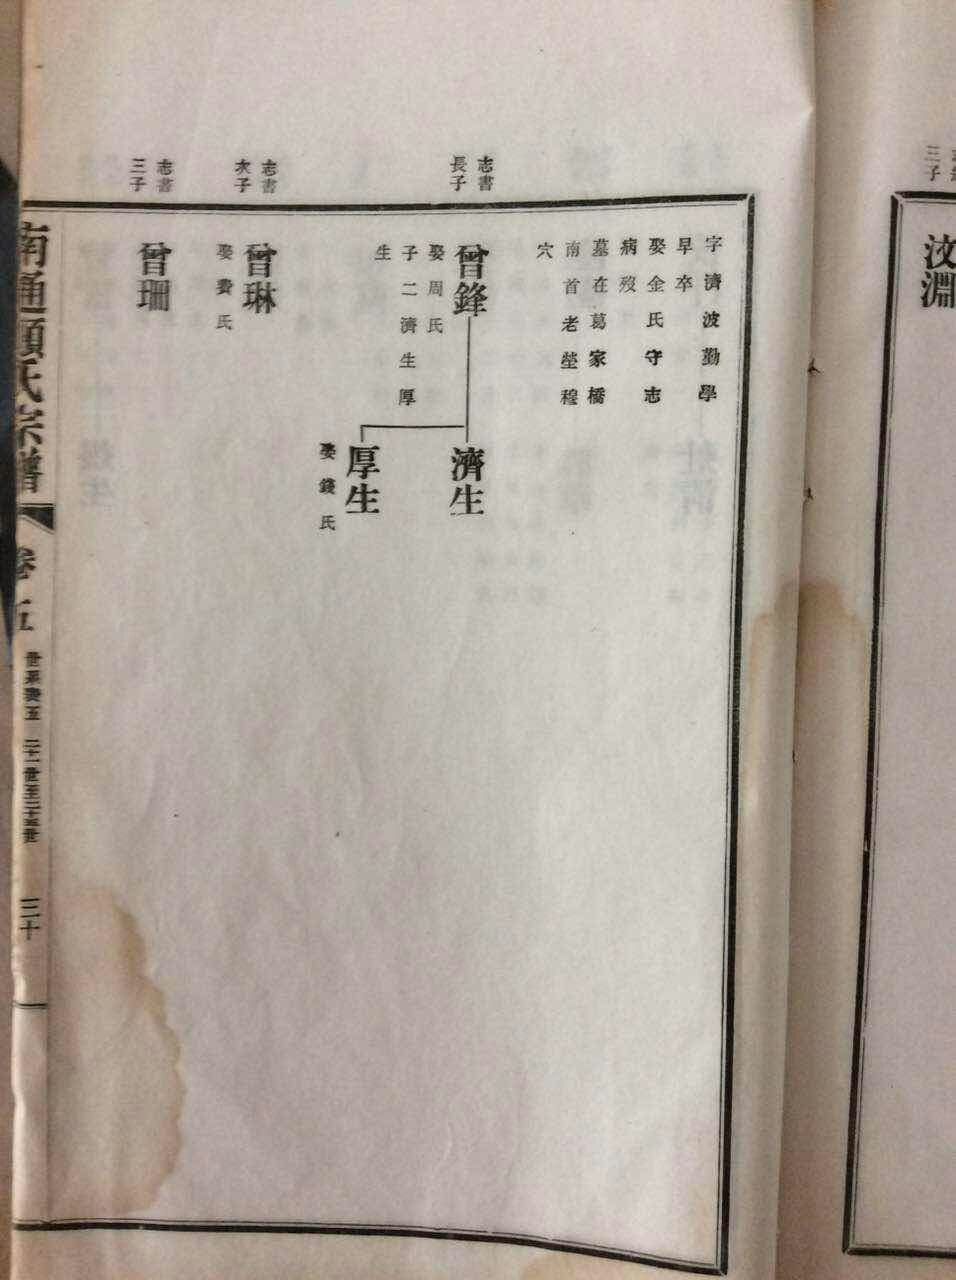 汶淵
三子
字濟波勤學
早卒
娶金氏守志
病歿
墓在葛家橋
南首老塋穆
穴
志書
長子
曾鋒
娶周氏
子二濟生厚
生
濟生
厚生
娶錢氏
志書
次子
曾琳
娶費氏
志書
三子
曾珊
南通顧氏宗譜
卷五
世系表五 二十一世至二十五世
三十